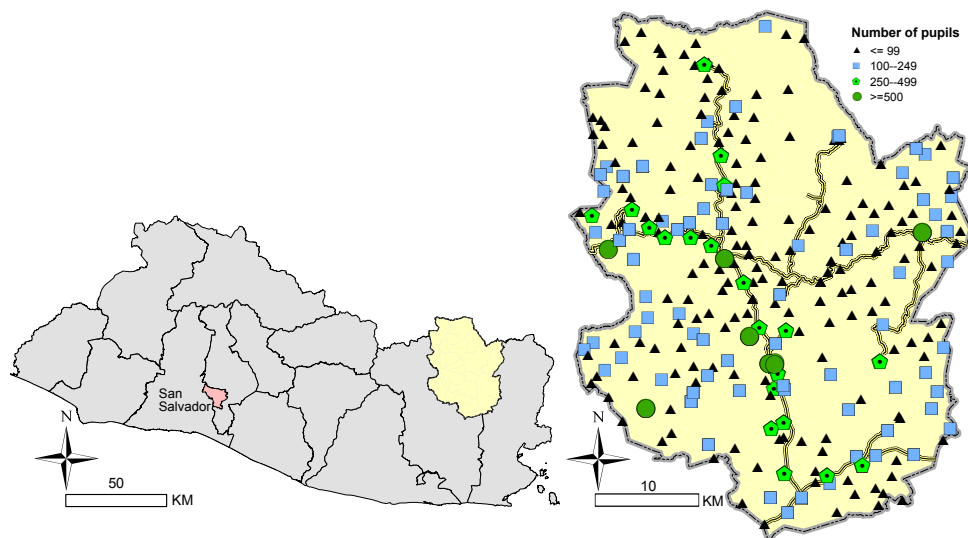 Number of pupils
<= 99
100--249
250--499
>=500
San
Salvador
N
50
KM
N
10
KM